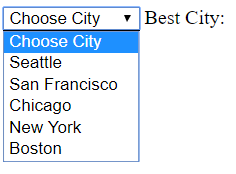 Choose City Best City:
Choose City
Seattle
San Francisco
Chicago
New York
Boston